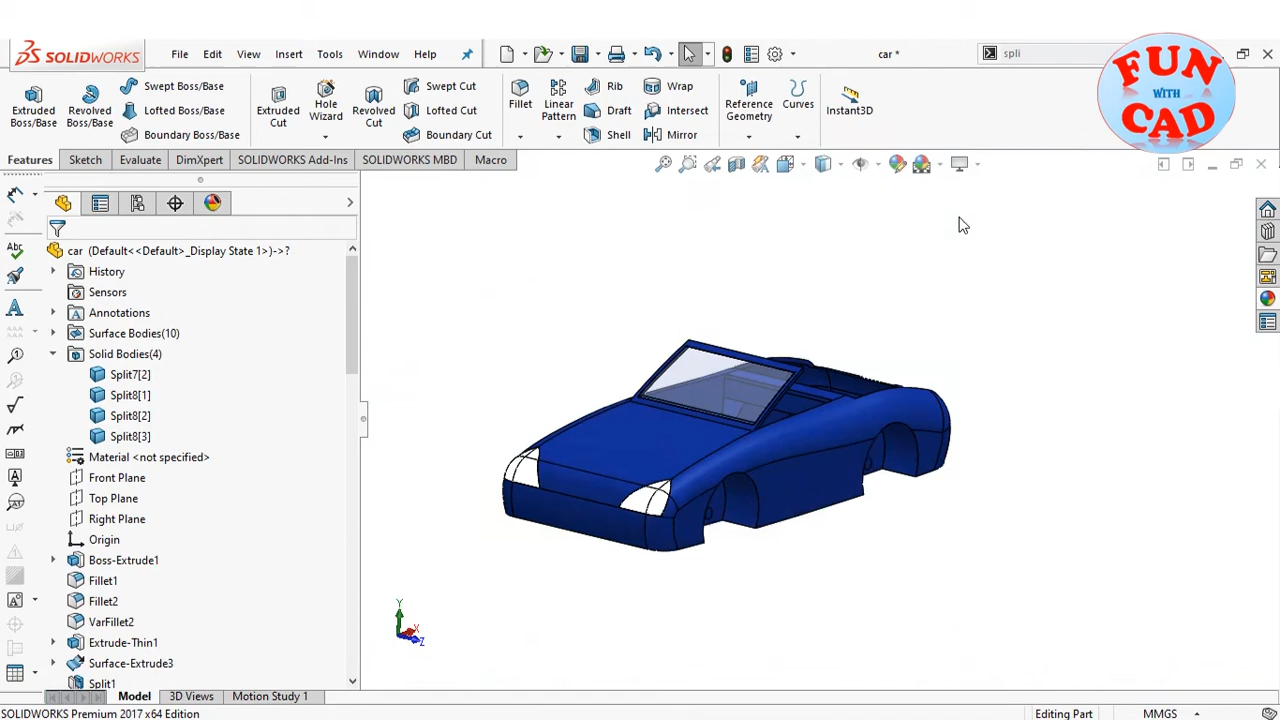 SOLIDWORKS
File Edit View Insert Tools Window Help
car *
spli
FUN
WITH
CAD
Extruded Boss/Base
Revolved Boss/Base
Swept Boss/Base
Lofted Boss/Base
Boundary Boss/Base
Extruded Cut
Hole Wizard
Revolved Cut
Swept Cut
Lofted Cut
Boundary Cut
Fillet
Linear Pattern
Rib
Draft
Shell
Wrap
Intersect
Mirror
Reference Geometry
Curves
Instant3D
Features Sketch Evaluate DimXpert SOLIDWORKS Add-Ins SOLIDWORKS MBD Macro
car (Default<<Default>_Display State 1>)->?
History
Sensors
Annotations
Surface Bodies(10)
Solid Bodies(4)
Split7[2]
Split8[1]
Split8[2]
Split8[3]
Material <not specified>
Front Plane
Top Plane
Right Plane
Origin
Boss-Extrude1
Fillet1
Fillet2
VarFillet2
Extrude-Thin1
Surface-Extrude3
Split1
Y
X
Z
Model 3D Views Motion Study 1
SOLIDWORKS Premium 2017 x64 Edition
Editing Part
MMGS